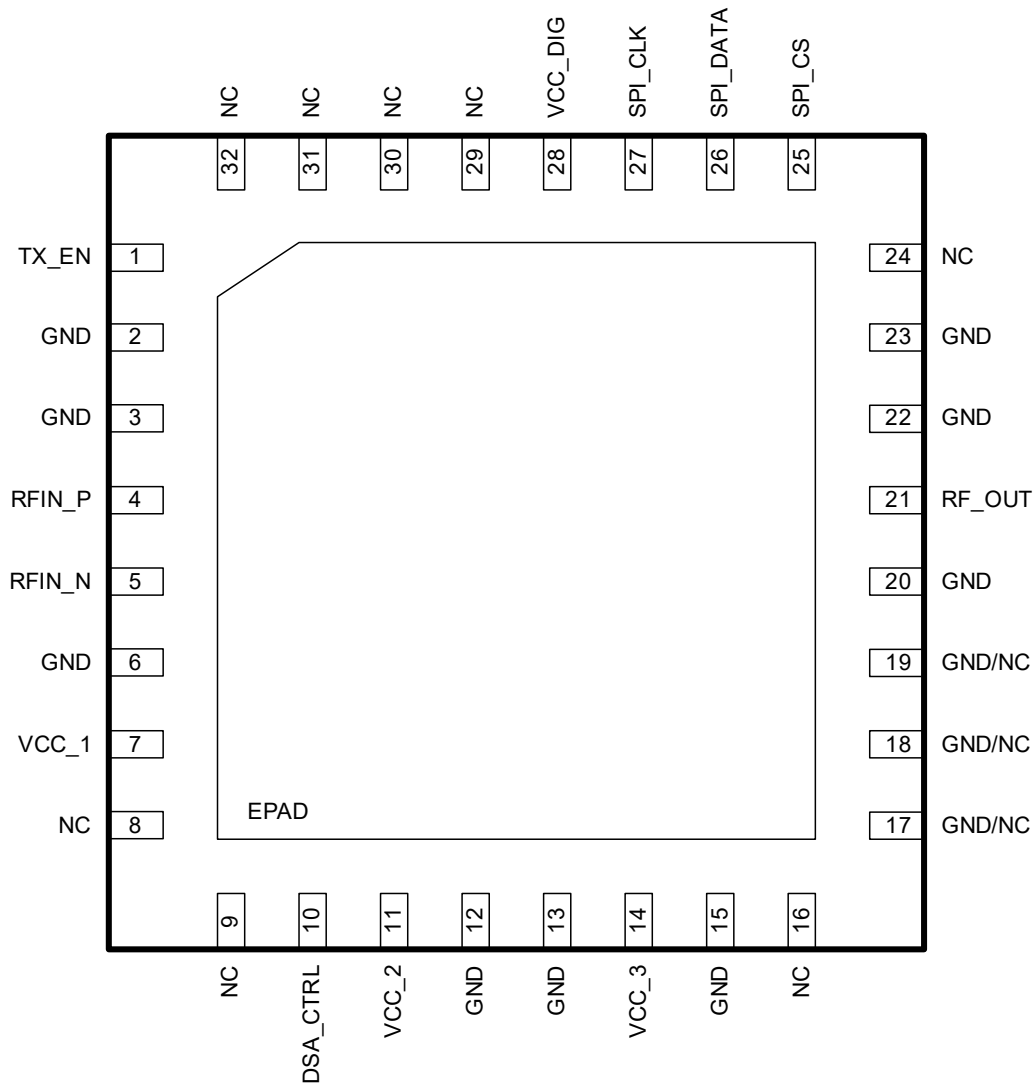 NC
NC
NC
NC
VCC_DIG
SPI_CLK
SPI_DATA
SPI_CS
32
31
30
29
28
27
26
25
TX_EN 1
GND 2
GND 3
RFIN_P 4
RFIN_N 5
GND 6
VCC_1 7
NC 8
24 NC
23 GND
22 GND
21 RF_OUT
20 GND
19 GND/NC
18 GND/NC
17 GND/NC
EPAD
9
10
11
12
13
14
15
16
NC
DSA_CTRL
VCC_2
GND
GND
VCC_3
GND
NC